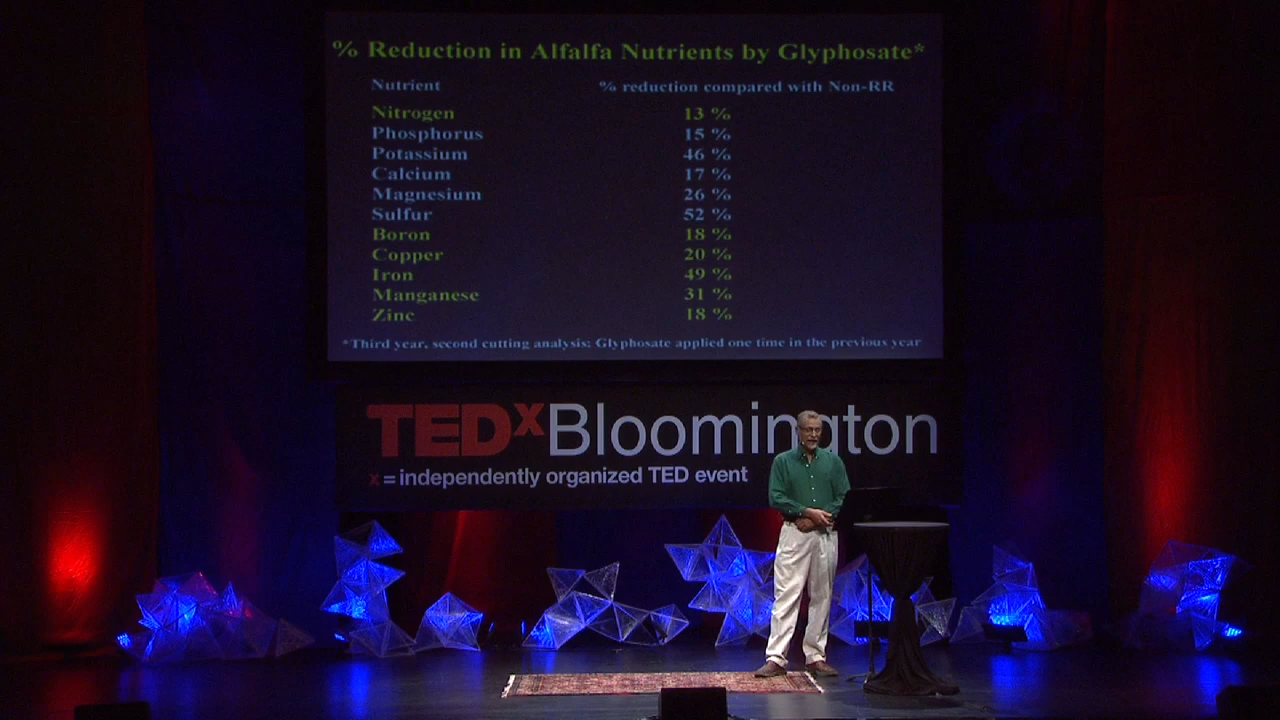 % Reduction in Alfalfa Nutrients by Glyphosate*
Nutrient % reduction compared with Non-RR
Nitrogen 13 %
Phosphorus 15 %
Potassium 46 %
Calcium 17 %
Magnesium 26 %
Sulfur 52 %
Boron 18 %
Copper 20 %
Iron 49 %
Manganese 31 %
Zinc 18 %
*Third year, second cutting analysis; Glyphosate applied one time in the previous year
TEDxBloomington
x = independently organized TED event